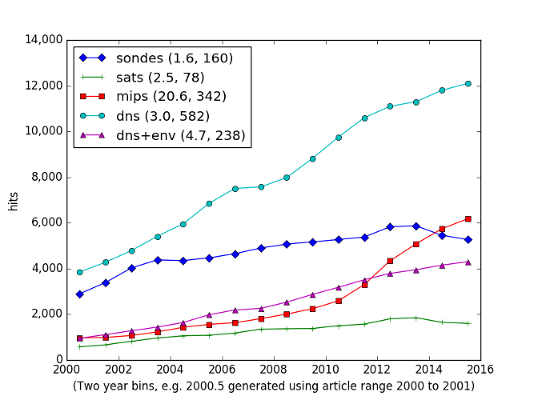 14,000
12,000
10,000
8,000
6,000
4,000
2,000
0
hits
sondes (1.6, 160)
sats (2.5, 78)
mips (20.6, 342)
dns (3.0, 582)
dns+env (4.7, 238)
2000 2002 2004 2006 2008 2010 2012 2014 2016
(Two year bins, e.g. 2000.5 generated using article range 2000 to 2001)